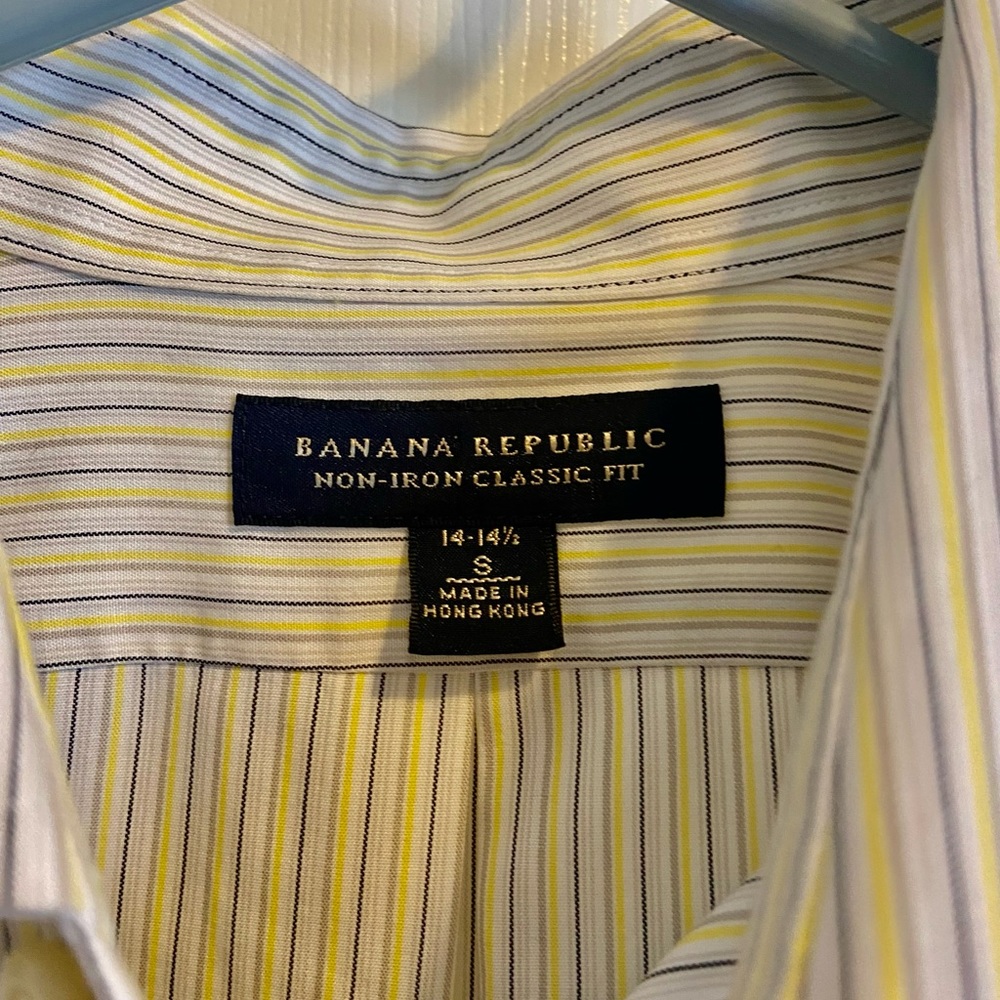 BANANA REPUBLIC
NON-IRON CLASSIC FIT
14-14½
S
MADE IN
HONG KONG